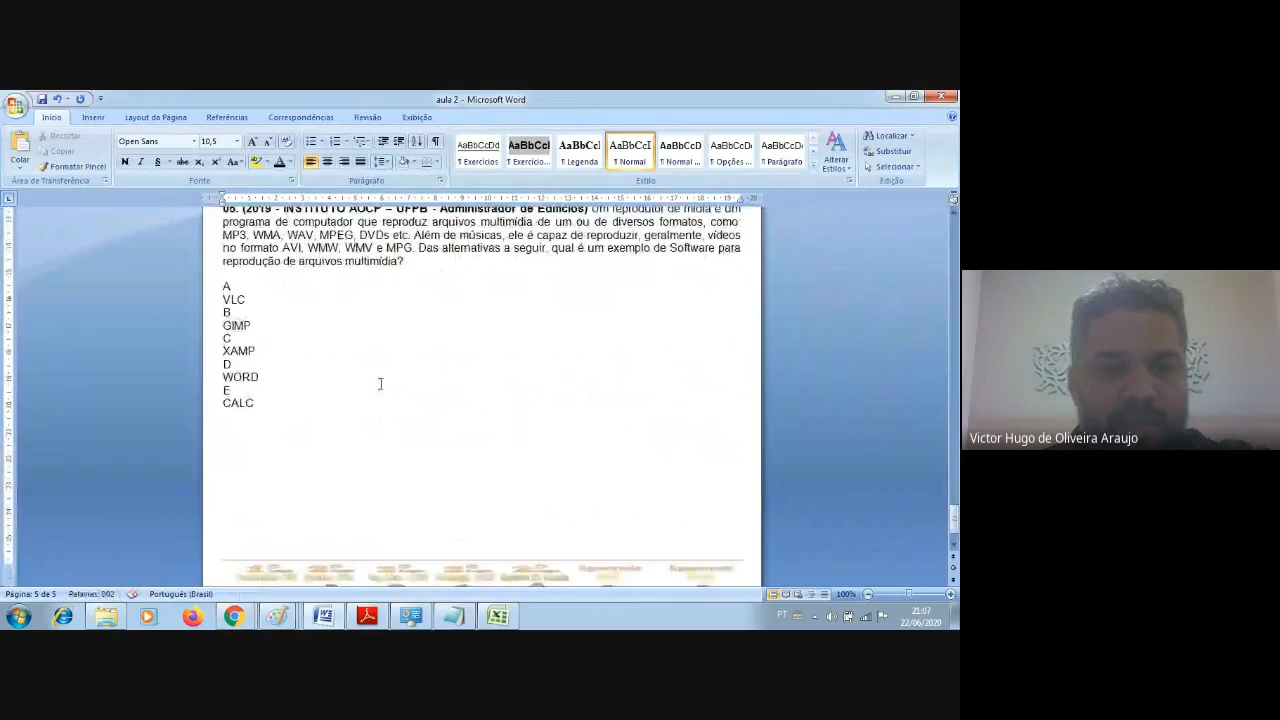 aula 2 - Microsoft Word
Início Inserir Layout da Página Referências Correspondências Revisão Exibição
Colar
Recortar
Copiar
Formatar Pincel
Área de Transferência
Open Sans 10,5
Fonte
Parágrafo
AaBbCcDd AaBbCcI AaBbCcl AaBbCcI AaBbCcD AaBbCcDc AaBbCcDc
¶ Exercícios ¶ Exercício... ¶ Legenda ¶ Normal ¶ Normal ... ¶ Opções ... ¶ Parágrafo
Alterar Estilos
Estilo
Localizar
Substituir
Selecionar
Edição
(2019 - INSTITUTO AOCP – UFPB - Administrador de Edifícios) Um reprodutor de mídia é um
programa de computador que reproduz arquivos multimídia de um ou de diversos formatos, como
MP3, WMA, WAV, MPEG, DVDs etc. Além de músicas, ele é capaz de reproduzir, geralmente, vídeos
no formato AVI, WMW, WMV e MPG. Das alternativas a seguir, qual é um exemplo de Software para
reprodução de arquivos multimídia?
A
VLC
B
GIMP
C
XAMP
D
WORD
E
CALC
Victor Hugo de Oliveira Araujo
Página: 5 de 5 Palavras: 802 Português (Brasil) 100%
PT
21:07
22/06/2020